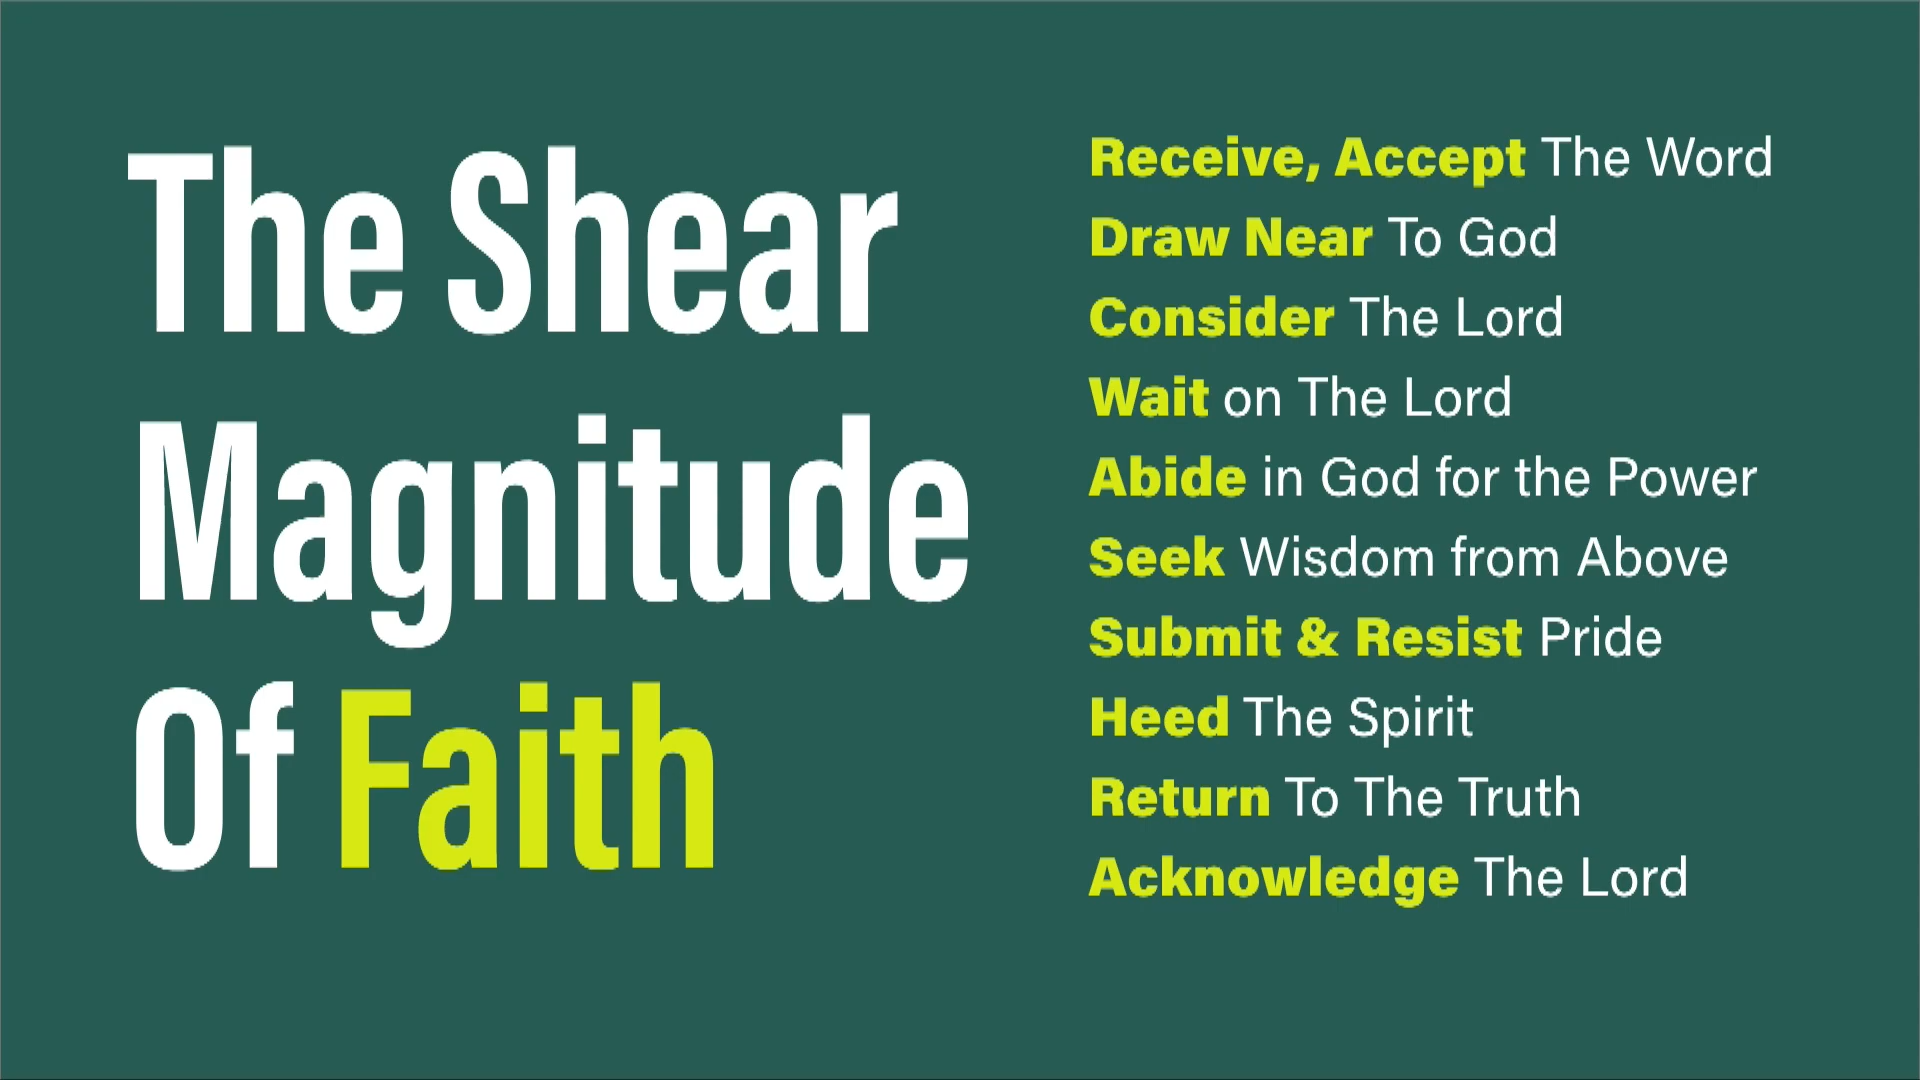 The Shear
Magnitude
Of Faith
Receive, Accept The Word
Draw Near To God
Consider The Lord
Wait on The Lord
Abide in God for the Power
Seek Wisdom from Above
Submit & Resist Pride
Heed The Spirit
Return To The Truth
Acknowledge The Lord